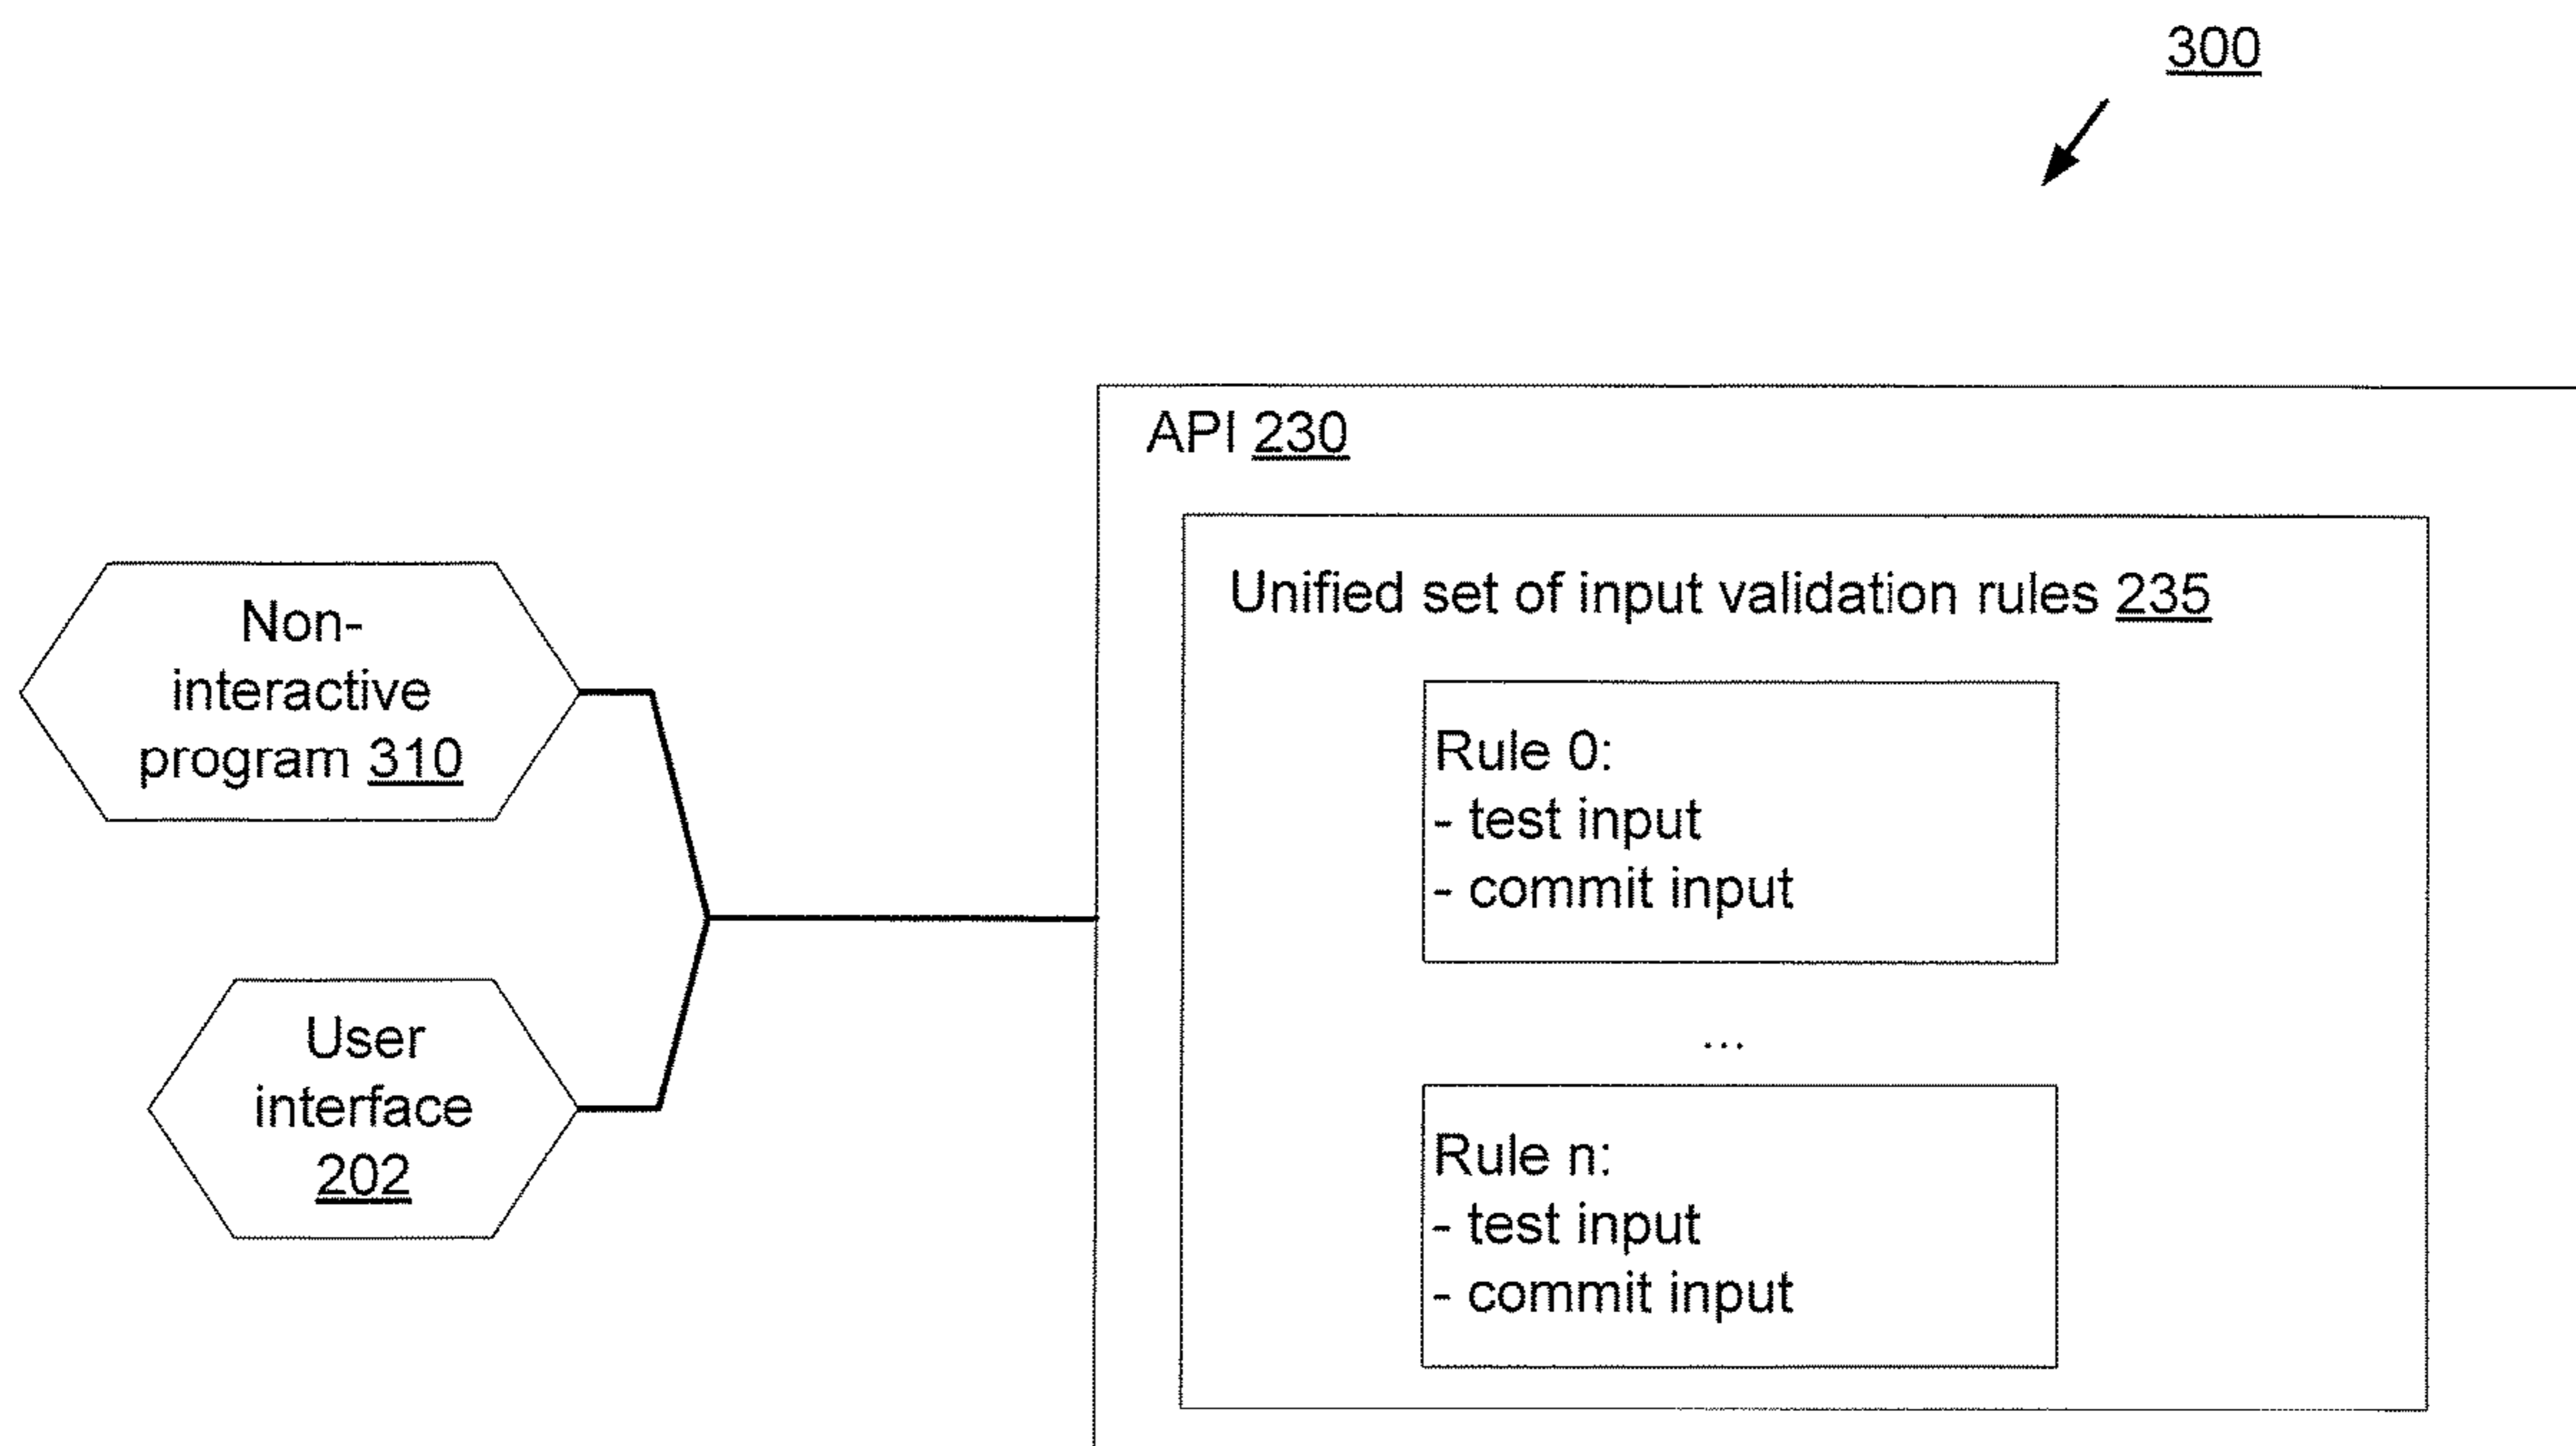 300
API 230
Unified set of input validation rules 235
Non-
interactive
program 310
Rule 0:
- test input
- commit input
User
interface
202
...
Rule n:
- test input
- commit input